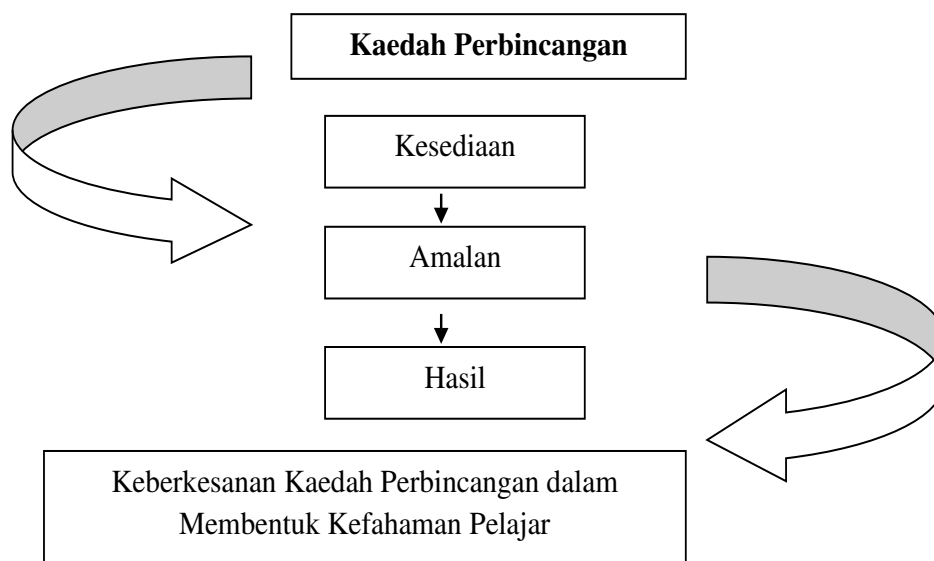 Kaedah Perbincangan
Kesediaan
Amalan
Hasil
Keberkesanan Kaedah Perbincangan dalam
Membentuk Kefahaman Pelajar